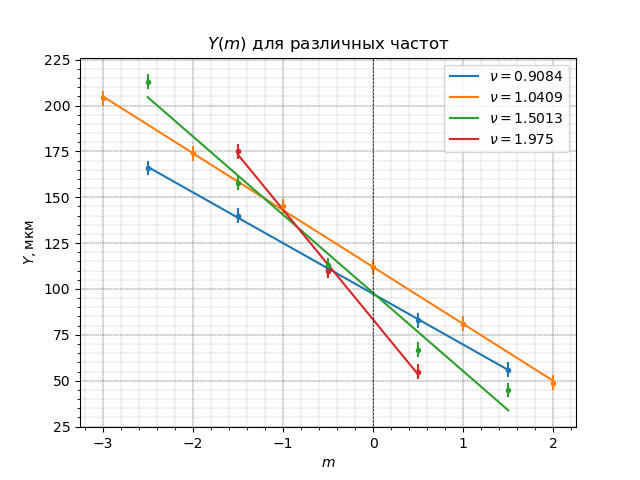 Y(m) для различных частот
Y, мкм
225
200
175
150
125
100
75
50
25
ν = 0.9084
ν = 1.0409
ν = 1.5013
ν = 1.975
−3
−2
−1
0
1
2
m